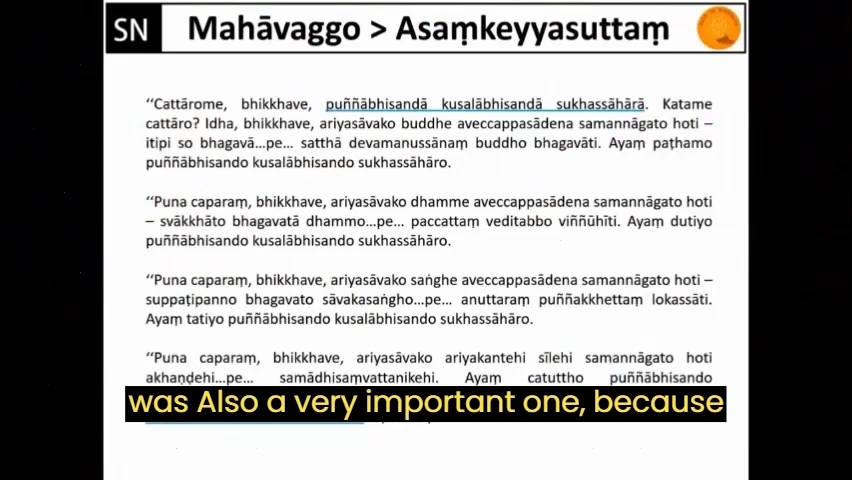 SN
Mahāvaggo > Asaṃkeyyasuttaṃ
“Cattārome, bhikkhave, puññābhisandā kusalābhisandā sukhassāhārā. Katame
cattāro? Idha, bhikkhave, ariyasāvako buddhe aveccappasādena samannāgato hoti –
itipi so bhagavā…pe… satthā devamanussānaṃ buddho bhagavāti. Ayaṃ paṭhamo
puññābhisando kusalābhisando sukhassāhāro.
“Puna caparaṃ, bhikkhave, ariyasāvako dhamme aveccappasādena samannāgato hoti
– svākkhāto bhagavatā dhammo…pe… paccattaṃ veditabbo viññūhīti. Ayaṃ dutiyo
puññābhisando kusalābhisando sukhassāhāro.
“Puna caparaṃ, bhikkhave, ariyasāvako saṅghe aveccappasādena samannāgato hoti –
suppaṭipanno bhagavato sāvakasaṅgho…pe… anuttaraṃ puññakkhettaṃ lokassāti.
Ayaṃ tatiyo puññābhisando kusalābhisando sukhassāhāro.
“Puna caparaṃ, bhikkhave, ariyasāvako ariyakantehi sīlehi samannāgato hoti
akhaṇḍehi…pe… samādhisaṃvattanikehi. Ayaṃ catuttho puññābhisando
was Also a very important one, because